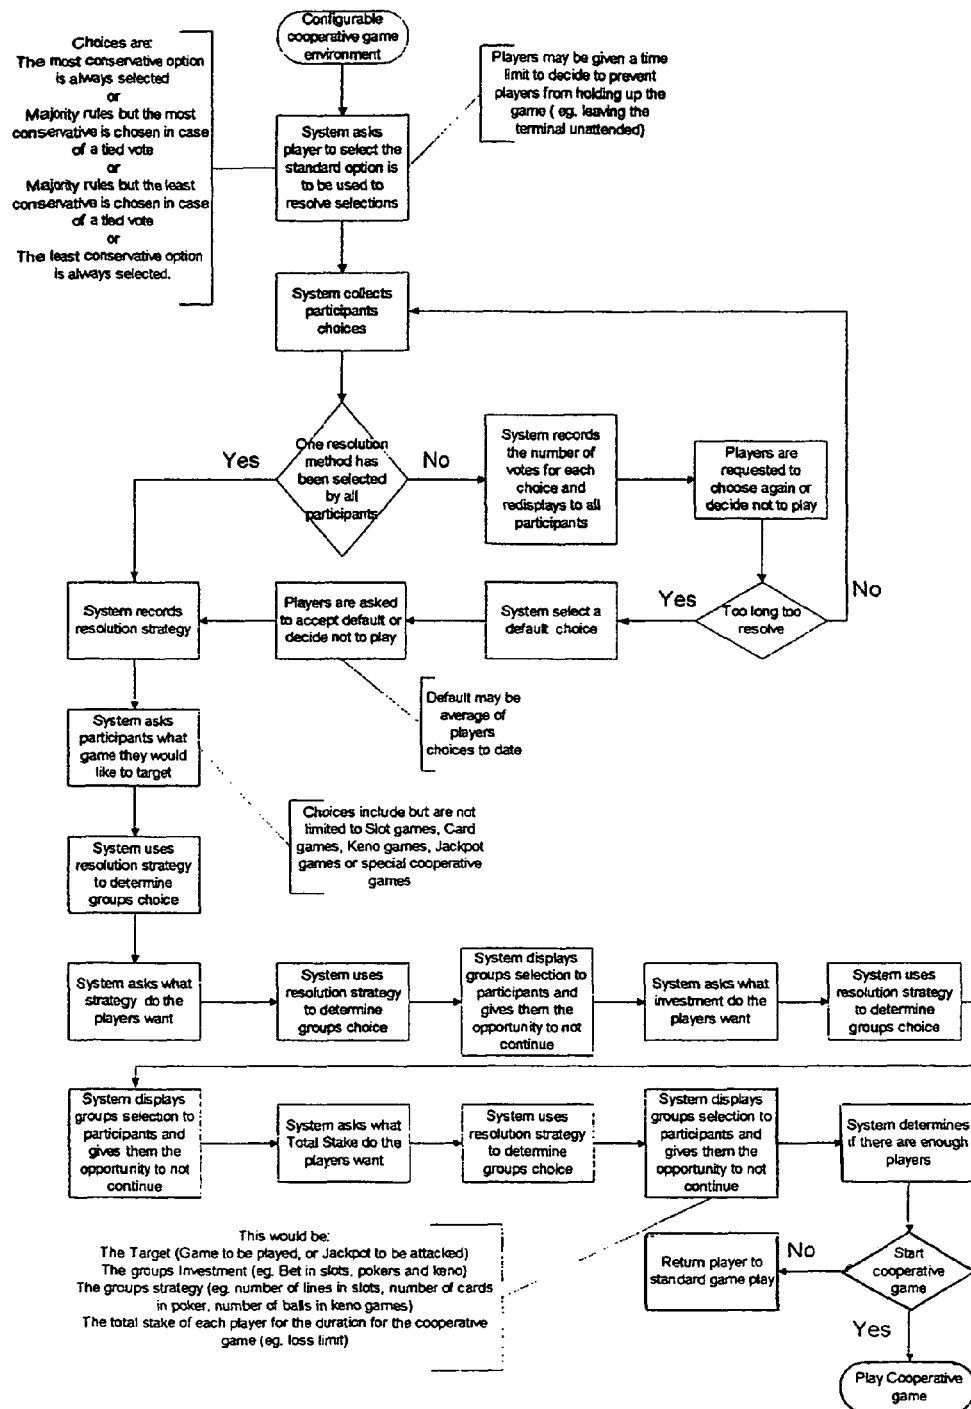 Configurable
cooperative game
environment
Choices are:
The most conservative option
is always selected
or
Majority rules but the most
conservative is chosen in case
of a tied vote
or
Majority rules but the least
conservative is chosen in case
of a tied vote
or
The least conservative option
is always selected.
Players may be given a time
limit to decide to prevent
players from holding up the
game ( eg. leaving the
terminal unattended)
System asks
player to select the
standard option is
to be used to
resolve selections
System collects
participants
choices
One resolution
method has
been selected
by all
participants
Yes
No
System records
the number of
votes for each
choice and
redisplays to all
participants
Players are
requested to
choose again or
decide not to play
Too long too
resolve
No
Yes
System select a
default choice
Players are asked
to accept default or
decide not to play
System records
resolution strategy
Default may be
average of
players
choices to date
System asks
participants what
game they would
like to target
Choices include but are not
limited to Slot games, Card
games, Keno games, Jackpot
games or special cooperative
games
System uses
resolution strategy
to determine
groups choice
System asks what
strategy do the
players want
System uses
resolution strategy
to determine
groups choice
System displays
groups selection to
participants and
gives them the
opportunity to not
continue
System asks what
investment do the
players want
System uses
resolution strategy
to determine
groups choice
System displays
groups selection to
participants and
gives them the
opportunity to not
continue
System asks what
Total Stake do the
players want
System uses
resolution strategy
to determine
groups choice
System displays
groups selection to
participants and
gives them the
opportunity to not
continue
System determines
if there are enough
players
This would be:
The Target (Game to be played, or Jackpot to be attacked)
The groups Investment (eg. Bet in slots, pokers and keno)
The groups strategy (eg. number of lines in slots, number of cards
in poker, number of balls in keno games)
The total stake of each player for the duration for the cooperative
game (eg. loss limit)
Start
cooperative
game
No
Return player to
standard game play
Yes
Play Cooperative
game